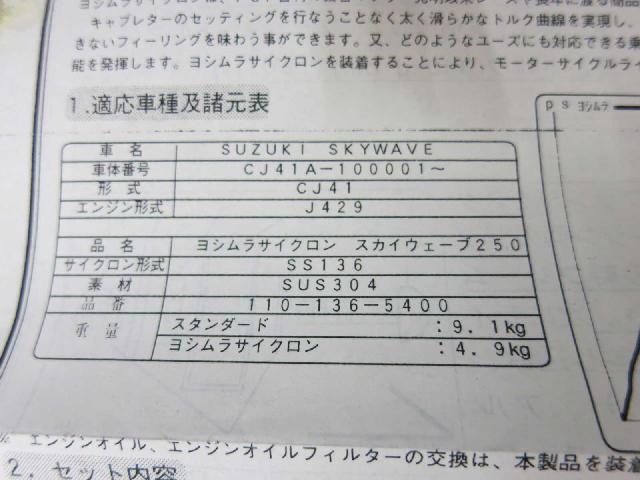 キャブレターのセッティングを行なうことなく太く滑らかなトルク曲線を実現し、
きないフィーリングを味わう事ができます。又、どのようなユーズにも対応できる乗
能を発揮します。ヨシムラサイクロンを装着することにより、モーターサイクルライ
1.適応車種及諸元表
ps ヨシムラ
車名 SUZUKI SKYWAVE
車体番号 CJ41A-100001~
形式 CJ41
エンジン形式 J429
品名 ヨシムラサイクロン スカイウェーブ250
サイクロン形式 SS136
素材 SUS304
品番 110-136-5400
重量 スタンダード :9.1kg
ヨシムラサイクロン :4.9kg
※ エンジンオイル、エンジンオイルフィルターの交換は、本製品を装着
2.セット内容